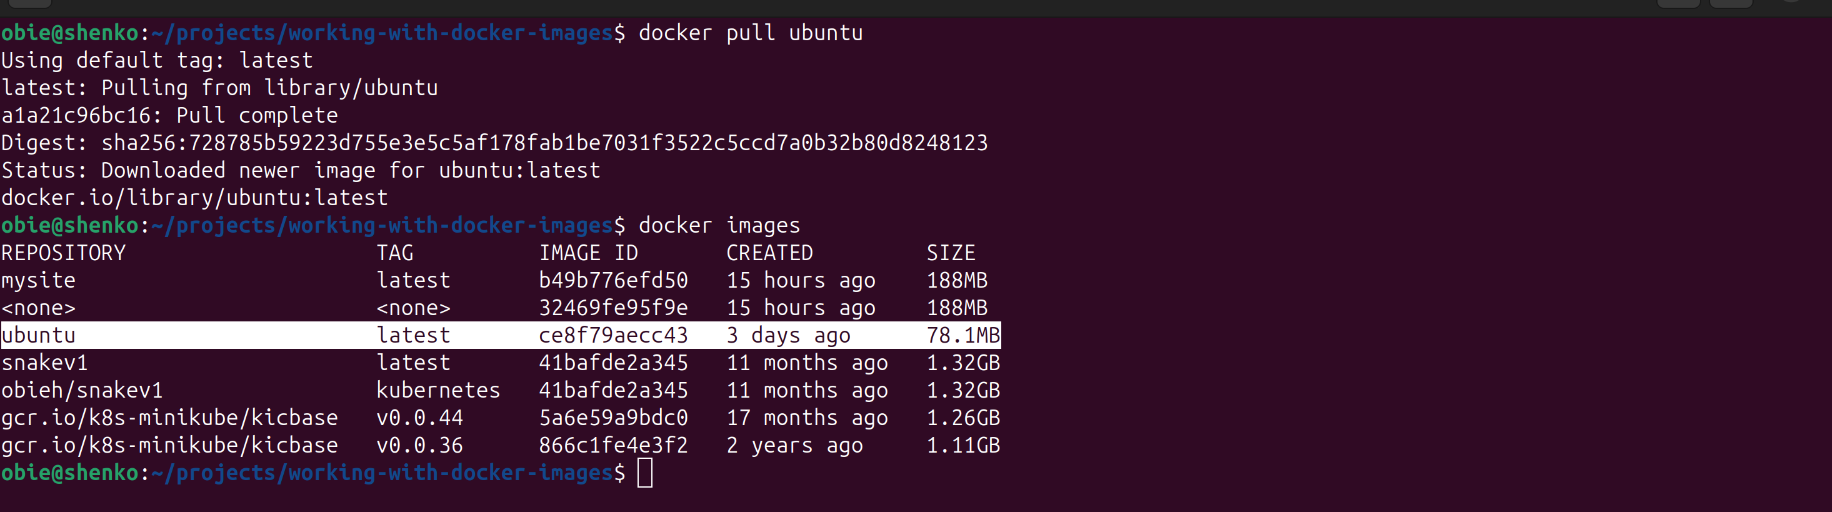 obie@shenko:~/projects/working-with-docker-images$ docker pull ubuntu
Using default tag: latest
latest: Pulling from library/ubuntu
a1a21c96bc16: Pull complete
Digest: sha256:728785b59223d755e3e5c5af178fab1be7031f3522c5ccd7a0b32b80d8248123
Status: Downloaded newer image for ubuntu:latest
docker.io/library/ubuntu:latest
obie@shenko:~/projects/working-with-docker-images$ docker images
REPOSITORY                    TAG          IMAGE ID       CREATED         SIZE
mysite                        latest       b49b776efd50   15 hours ago    188MB
<none>                        <none>       32469fe95f9e   15 hours ago    188MB
ubuntu                        latest       ce8f79aecc43   3 days ago      78.1MB
snakev1                       latest       41bafde2a345   11 months ago   1.32GB
obieh/snakev1                 kubernetes   41bafde2a345   11 months ago   1.32GB
gcr.io/k8s-minikube/kicbase   v0.0.44      5a6e59a9bdc0   17 months ago   1.26GB
gcr.io/k8s-minikube/kicbase   v0.0.36      866c1fe4e3f2   2 years ago     1.11GB
obie@shenko:~/projects/working-with-docker-images$